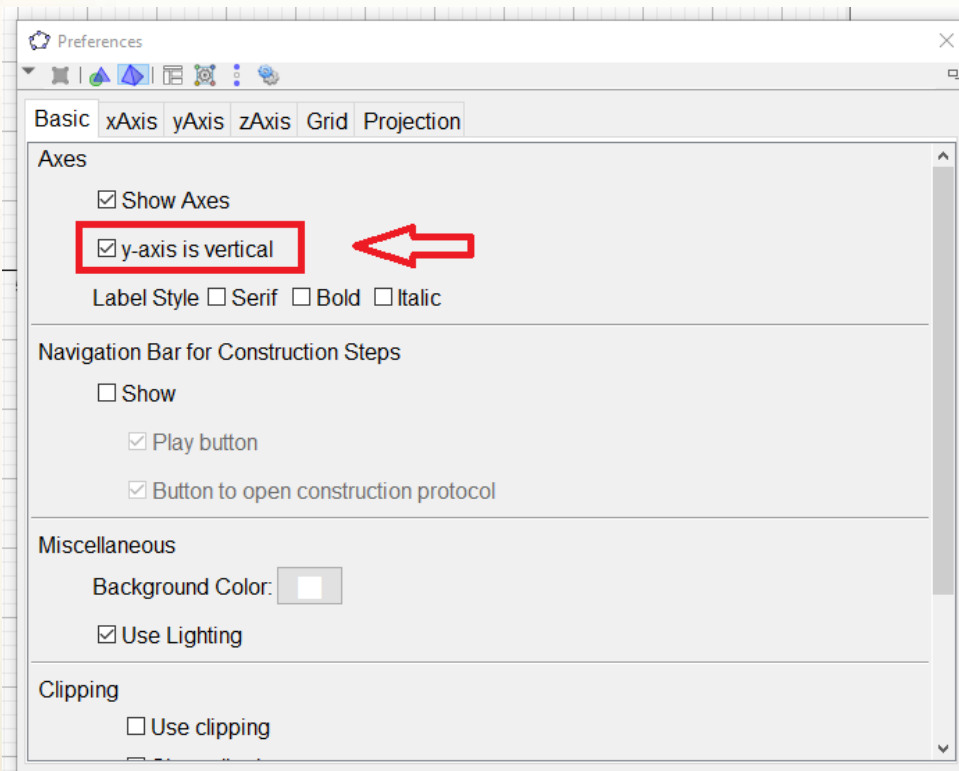 Preferences
Basic xAxis yAxis zAxis Grid Projection
Axes
Show Axes
y-axis is vertical
Label Style Serif Bold Italic
Navigation Bar for Construction Steps
Show
Play button
Button to open construction protocol
Miscellaneous
Background Color:
Use Lighting
Clipping
Use clipping